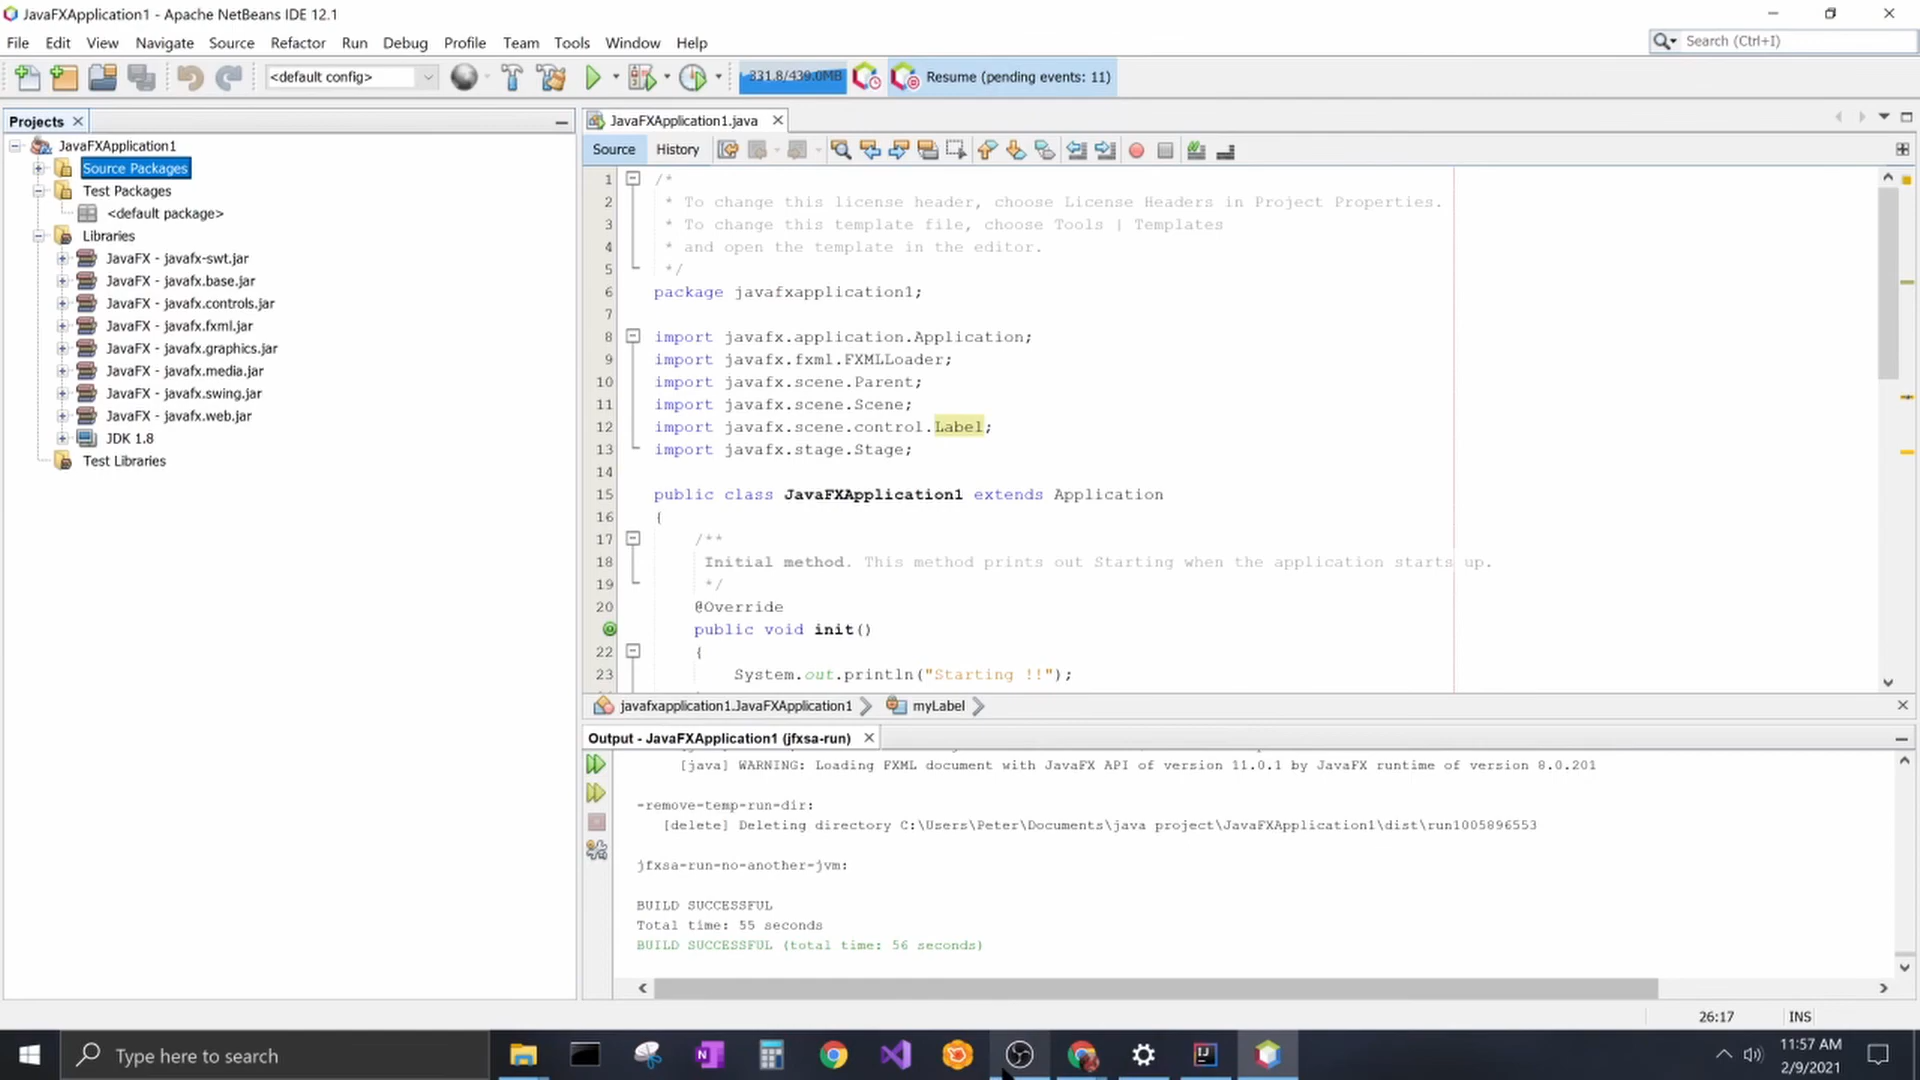 JavaFXApplication1 - Apache NetBeans IDE 12.1
File Edit View Navigate Source Refactor Run Debug Profile Team Tools Window Help
Search (Ctrl+I)
<default config>
331.8/439.0MB
Resume (pending events: 11)
Projects
JavaFXApplication1
Source Packages
Test Packages
<default package>
Libraries
JavaFX - javafx-swt.jar
JavaFX - javafx.base.jar
JavaFX - javafx.controls.jar
JavaFX - javafx.fxml.jar
JavaFX - javafx.graphics.jar
JavaFX - javafx.media.jar
JavaFX - javafx.swing.jar
JavaFX - javafx.web.jar
JDK 1.8
Test Libraries
JavaFXApplication1.java
Source History
1 /*
2 * To change this license header, choose License Headers in Project Properties.
3 * To change this template file, choose Tools | Templates
4 * and open the template in the editor.
5 */
6 package javafxapplication1;
7
8 import javafx.application.Application;
9 import javafx.fxml.FXMLLoader;
10 import javafx.scene.Parent;
11 import javafx.scene.Scene;
12 import javafx.scene.control.Label;
13 import javafx.stage.Stage;
14
15 public class JavaFXApplication1 extends Application
16 {
17 /**
18 Initial method. This method prints out Starting when the application starts up.
19 */
20 @Override
public void init()
22 {
23 System.out.println("Starting !!");
javafxapplication1.JavaFXApplication1 myLabel
Output - JavaFXApplication1 (jfxsa-run)
[java] WARNING: Loading FXML document with JavaFX API of version 11.0.1 by JavaFX runtime of version 8.0.201
-remove-temp-run-dir:
[delete] Deleting directory C:\Users\Peter\Documents\java project\JavaFXApplication1\dist\run1005896553
jfxsa-run-no-another-jvm:
BUILD SUCCESSFUL
Total time: 55 seconds
BUILD SUCCESSFUL (total time: 56 seconds)
26:17 INS
Type here to search
11:57 AM
2/9/2021